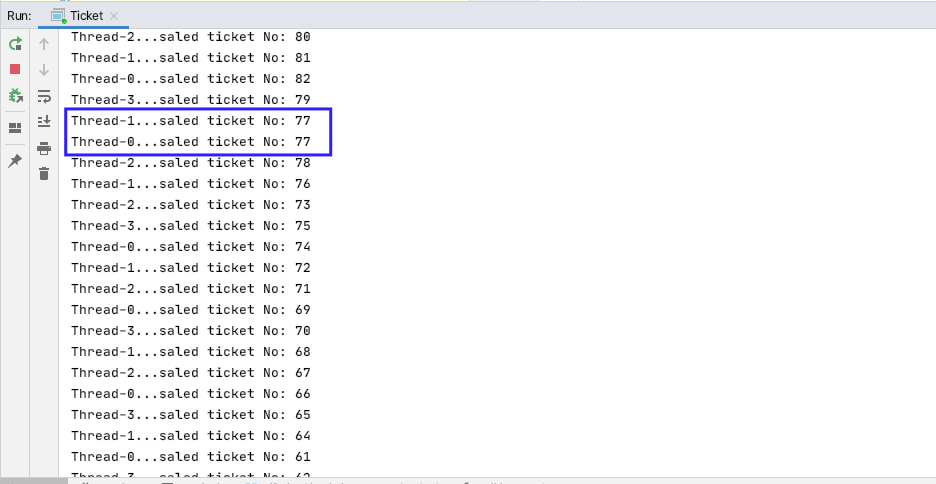 Run: Ticket
Thread-2...saled ticket No: 80
Thread-1...saled ticket No: 81
Thread-0...saled ticket No: 82
Thread-3...saled ticket No: 79
Thread-1...saled ticket No: 77
Thread-0...saled ticket No: 77
Thread-2...saled ticket No: 78
Thread-1...saled ticket No: 76
Thread-2...saled ticket No: 73
Thread-3...saled ticket No: 75
Thread-0...saled ticket No: 74
Thread-1...saled ticket No: 72
Thread-2...saled ticket No: 71
Thread-0...saled ticket No: 69
Thread-3...saled ticket No: 70
Thread-1...saled ticket No: 68
Thread-2...saled ticket No: 67
Thread-0...saled ticket No: 66
Thread-3...saled ticket No: 65
Thread-1...saled ticket No: 64
Thread-0...saled ticket No: 61
Thread-3...saled ticket No: